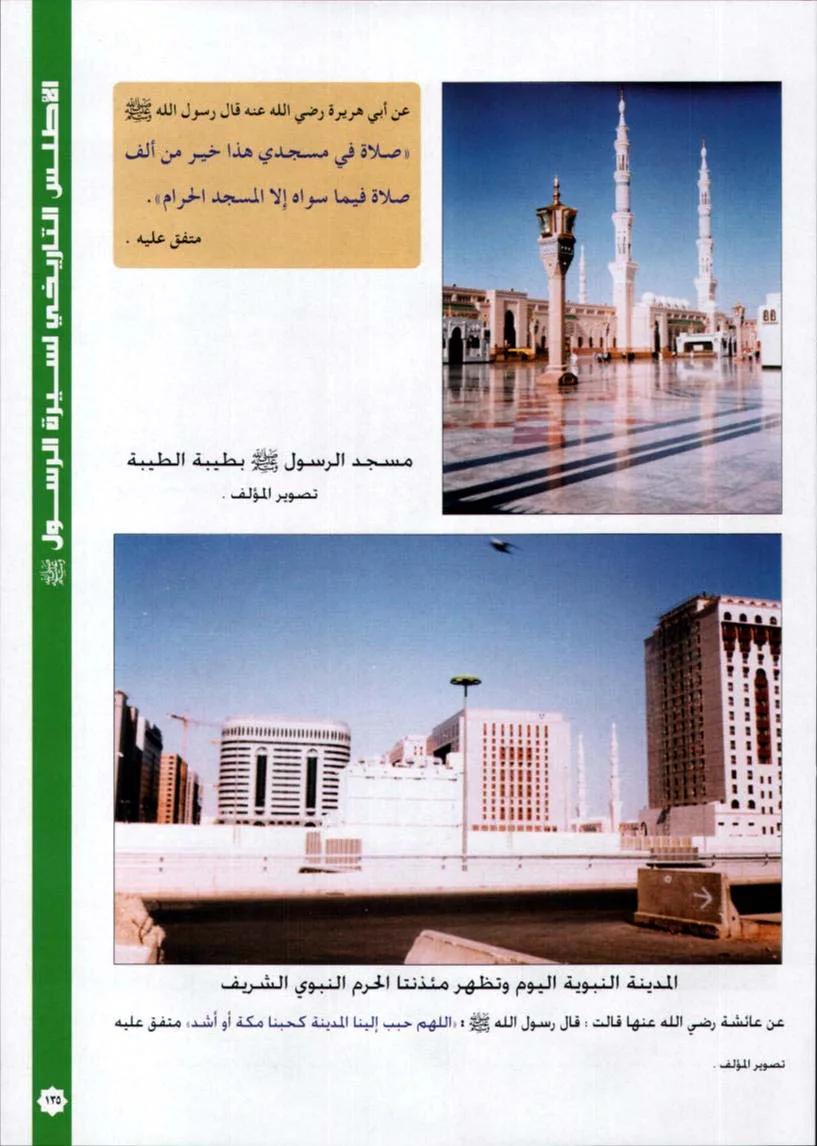 الأطلس التاريخي لسيرة الرسول ﷺ
عن أبي هريرة رضي الله عنه قال رسول الله ﷺ
«صلاة في مسجدي هذا خير من ألف
صلاة فيما سواه إلا المسجد الحرام» .
متفق عليه .
مسجد الرسول ﷺ بطيبة الطيبة
تصوير المؤلف .
المدينة النبوية اليوم وتظهر مئذنتا الحرم النبوي الشريف
عن عائشة رضي الله عنها قالت : قال رسول الله ﷺ : «اللهم حبب إلينا المدينة كحبنا مكة أو أشد» متفق عليه
تصوير المؤلف .
١٣٥